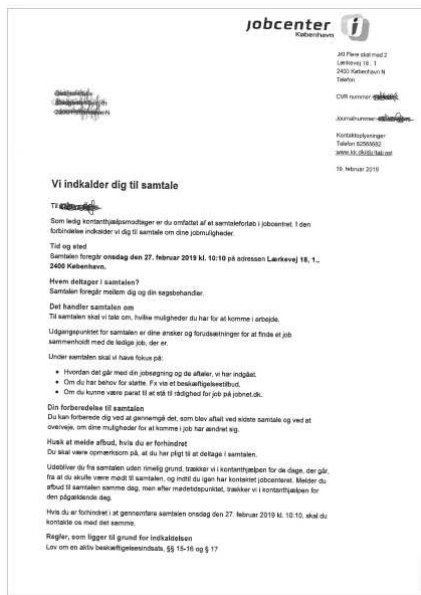 jobcenter
København
JKI Flere skal med 2
Lærkevej 18, 1
2400 København N
Telefon
CVR nummer
Journalnummer
Kontaktoplysninger
Telefon
19. februar 2019
Vi indkalder dig til samtale
Til
Som ledig kontanthjælpsmodtager er du omfattet af et samtaleforløb i jobcentret. I den
forbindelse indkalder vi dig til samtale om dine jobmuligheder.
Tid og sted
Samtalen foregår onsdag den 27. februar 2019 kl. 10:10 på adressen Lærkevej 18, 1.,
2400 København.
Hvem deltager i samtalen?
Samtalen foregår mellem dig og din sagsbehandler.
Det handler samtalen om
Til samtalen skal vi tale om, hvilke muligheder du har for at komme i arbejde.
Udgangspunktet for samtalen er dine ønsker og forudsætninger for at finde et job
sammenholdt med de ledige job, der er.
Under samtalen skal vi have fokus på:
• Hvordan det går med din jobsøgning og de aftaler, vi har indgået.
• Om du har behov for støtte. Fx via et beskæftigelsestilbud.
• Om du kunne være parat til at stå til rådighed for job på jobnet.dk.
Din forberedelse til samtalen
Du kan forberede dig ved at gennemgå det, som blev aftalt ved sidste samtale og ved at
overveje, om dine muligheder for at komme i job har ændret sig.
Husk at melde afbud, hvis du er forhindret
Du skal være opmærksom på, at du har pligt til at deltage i samtalen.
Udebliver du fra samtalen uden rimelig grund, trækker vi i kontanthjælpen for de dage, der går,
fra at du skulle være mødt til samtalen, og indtil du igen har kontaktet jobcenteret. Melder du
afbud til samtalen samme dag, men efter mødetidspunktet, trækker vi i kontanthjælpen for
den pågældende dag.
Hvis du er forhindret i at gennemføre samtalen onsdag den 27. februar 2019 kl. 10:10, skal du
kontakte os med det samme.
Regler, som ligger til grund for indkaldelsen
Lov om en aktiv beskæftigelsesindsats, §§ 15-16 og § 17